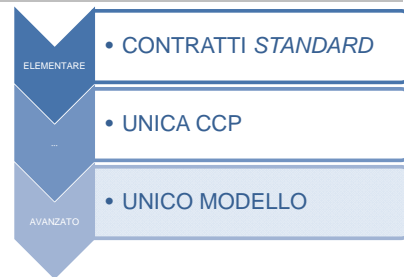 ELEMENTARE
• CONTRATTI STANDARD
...
• UNICA CCP
AVANZATO
• UNICO MODELLO